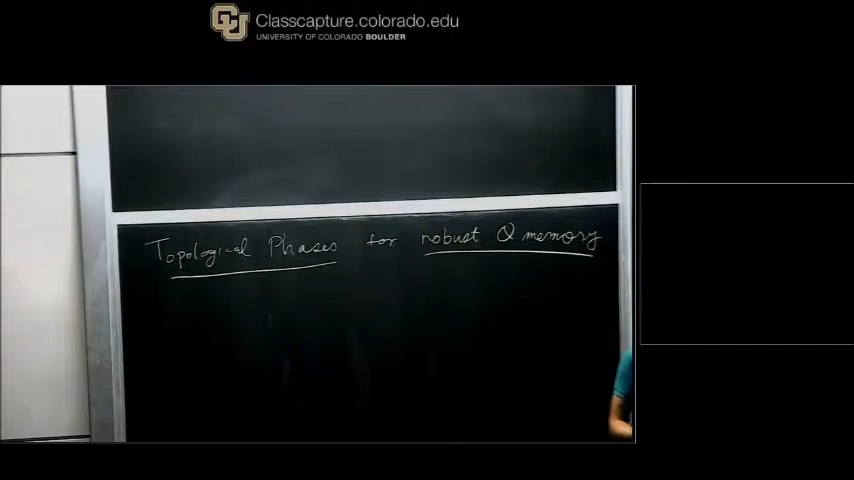 Classcapture.colorado.edu
UNIVERSITY OF COLORADO BOULDER
Topological Phases for robust Q memory